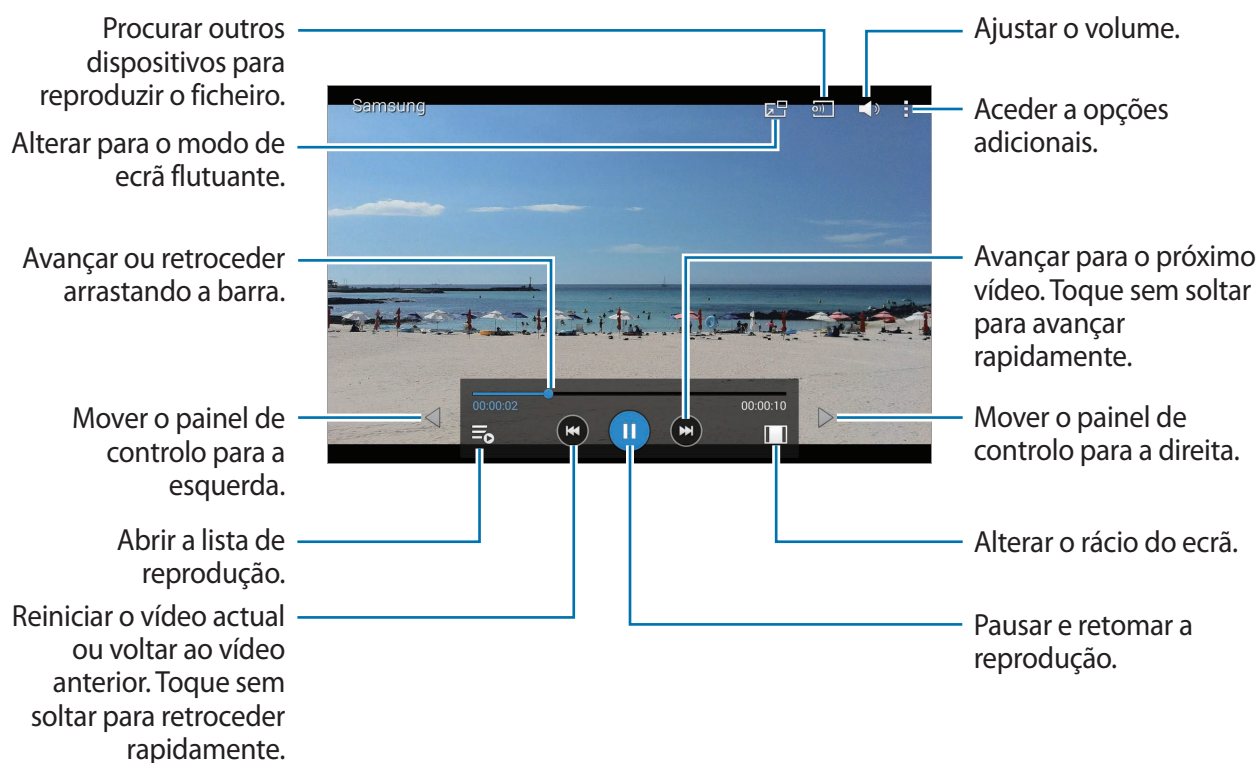 Procurar outros
dispositivos para
reproduzir o ficheiro.
Alterar para o modo de
ecrã flutuante.
Avançar ou retroceder
arrastando a barra.
Mover o painel de
controlo para a
esquerda.
Abrir a lista de
reprodução.
Reiniciar o vídeo actual
ou voltar ao vídeo
anterior. Toque sem
soltar para retroceder
rapidamente.
Samsung
00:00:02
00:00:10
Ajustar o volume.
Aceder a opções
adicionais.
Avançar para o próximo
vídeo. Toque sem soltar
para avançar
rapidamente.
Mover o painel de
controlo para a direita.
Alterar o rácio do ecrã.
Pausar e retomar a
reprodução.